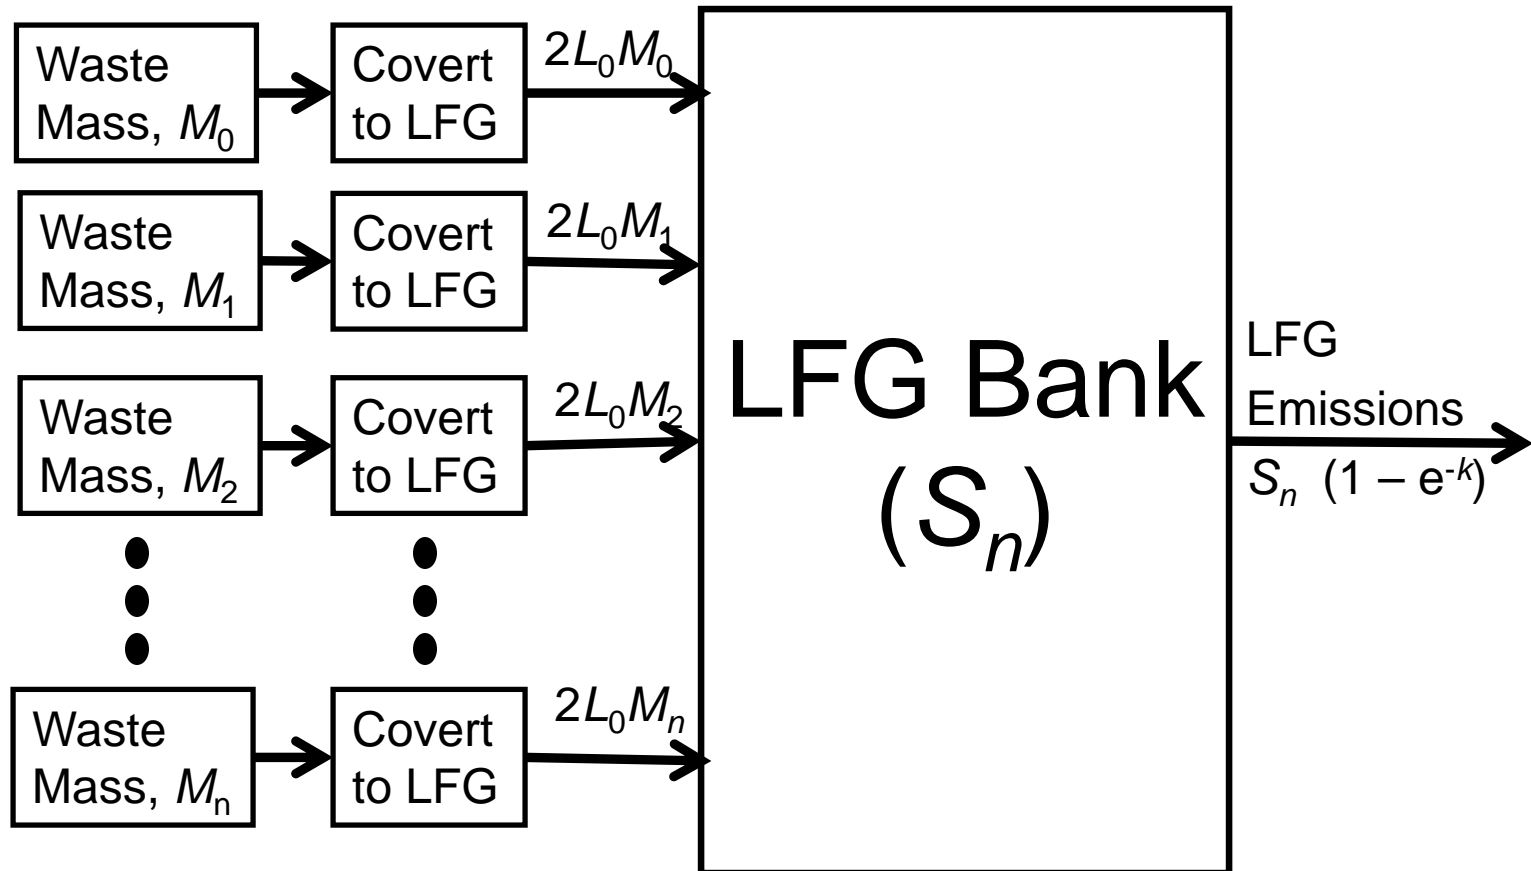 Waste
Mass, M₀
Covert
to LFG
2L₀M₀
Waste
Mass, M₁
Covert
to LFG
2L₀M₁
Waste
Mass, M₂
Covert
to LFG
2L₀M₂
Waste
Mass, Mₙ
Covert
to LFG
2L₀Mₙ
LFG Bank
(Sₙ)
LFG
Emissions
Sₙ (1 – e⁻ᵏ)